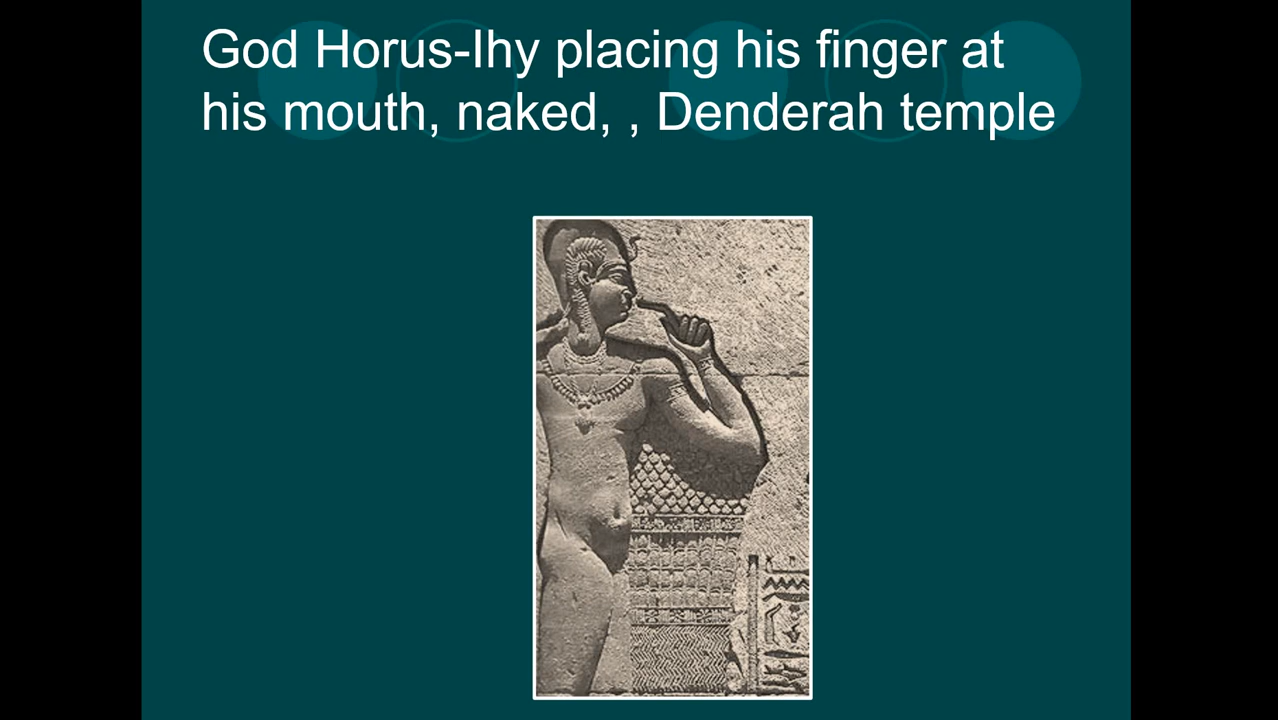 God Horus-Ihy placing his finger at
his mouth, naked, , Denderah temple